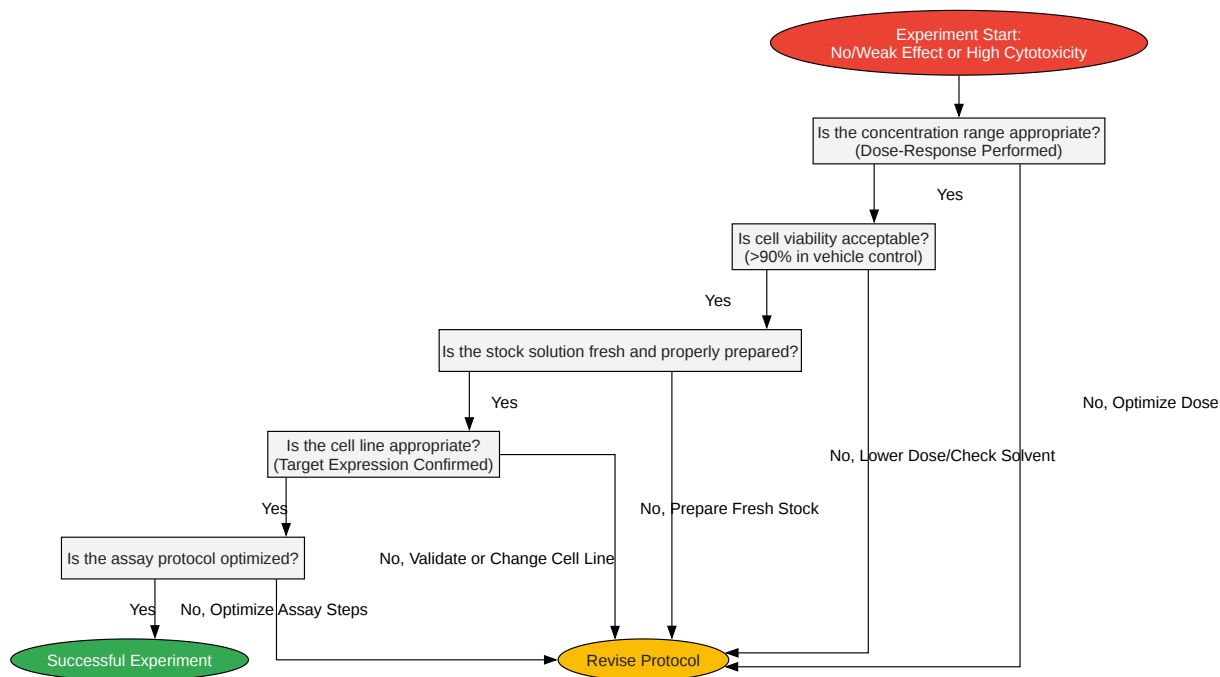 Experiment Start:
No/Weak Effect or High Cytotoxicity
Is the concentration range appropriate?
(Dose-Response Performed)
Yes
Is cell viability acceptable?
(>90% in vehicle control)
Yes
Is the stock solution fresh and properly prepared?
Yes
No, Optimize Dose
Is the cell line appropriate?
(Target Expression Confirmed)
No, Lower Dose/Check Solvent
Yes
No, Prepare Fresh Stock
Is the assay protocol optimized?
No, Validate or Change Cell Line
Yes
No, Optimize Assay Steps
Successful Experiment
Revise Protocol